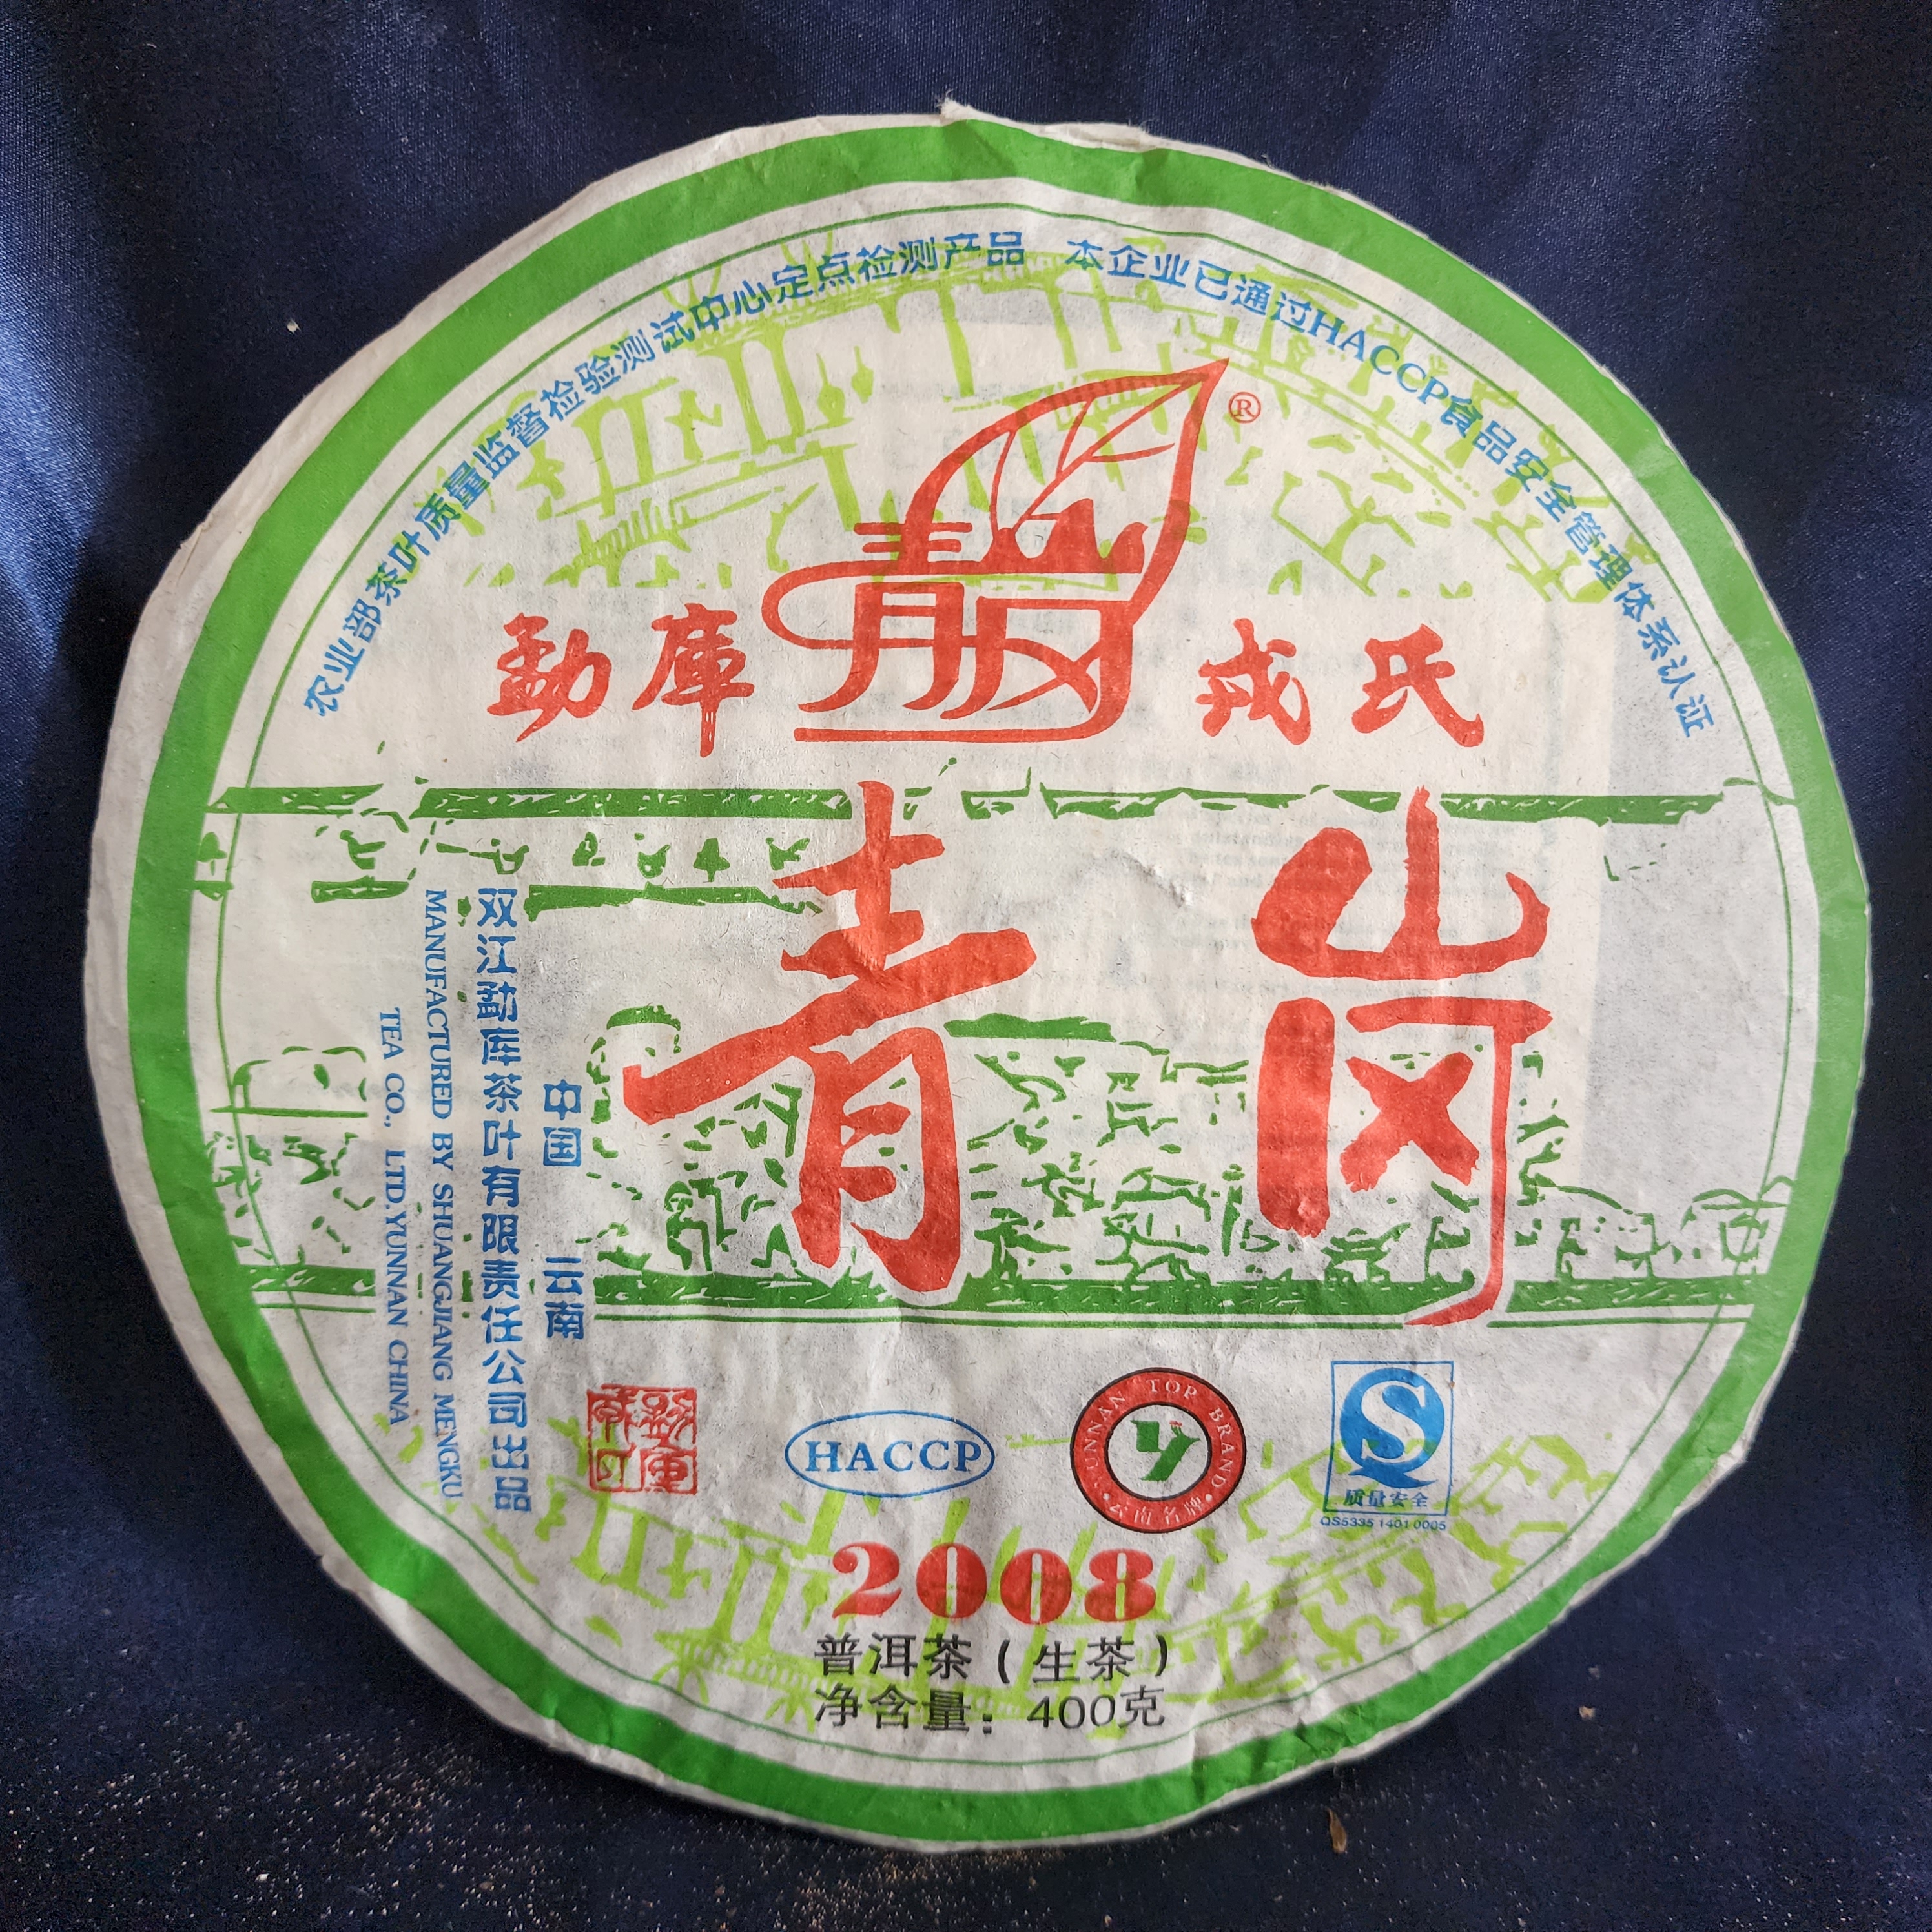 农业部茶叶质量监督检验测试中心定点检测产品 本企业已通过HACCP食品安全管理体系认证
®
勐库 戎氏
青岗
中国 云南
双江勐库茶叶有限责任公司出品
MANUFACTURED BY SHUANGJIANG MENGKU
TEA CO., LTD.YUNNAN CHINA
HACCP
YUNNAN TOP BRAND
云南名牌
S
质量安全
QS5335 1401 0005
2008
普洱茶（生茶）
净含量：400克